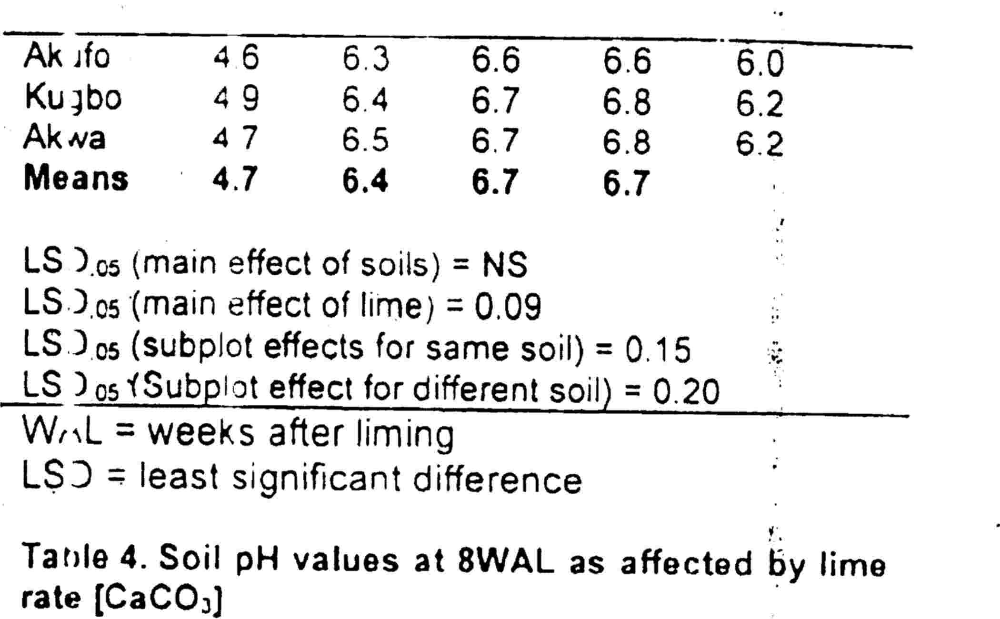 Akufo 4.6 6.3 6.6 6.6 6.0
Kugbo 4.9 6.4 6.7 6.8 6.2
Akwa 4.7 6.5 6.7 6.8 6.2
Means 4.7 6.4 6.7 6.7
LSD.05 (main effect of soils) = NS
LSD.05 (main effect of lime) = 0.09
LSD.05 (subplot effects for same soil) = 0.15
LSD.05 (Subplot effect for different soil) = 0.20
WAL = weeks after liming
LSD = least significant difference
Table 4. Soil pH values at 8WAL as affected by lime
rate [CaCO₃]